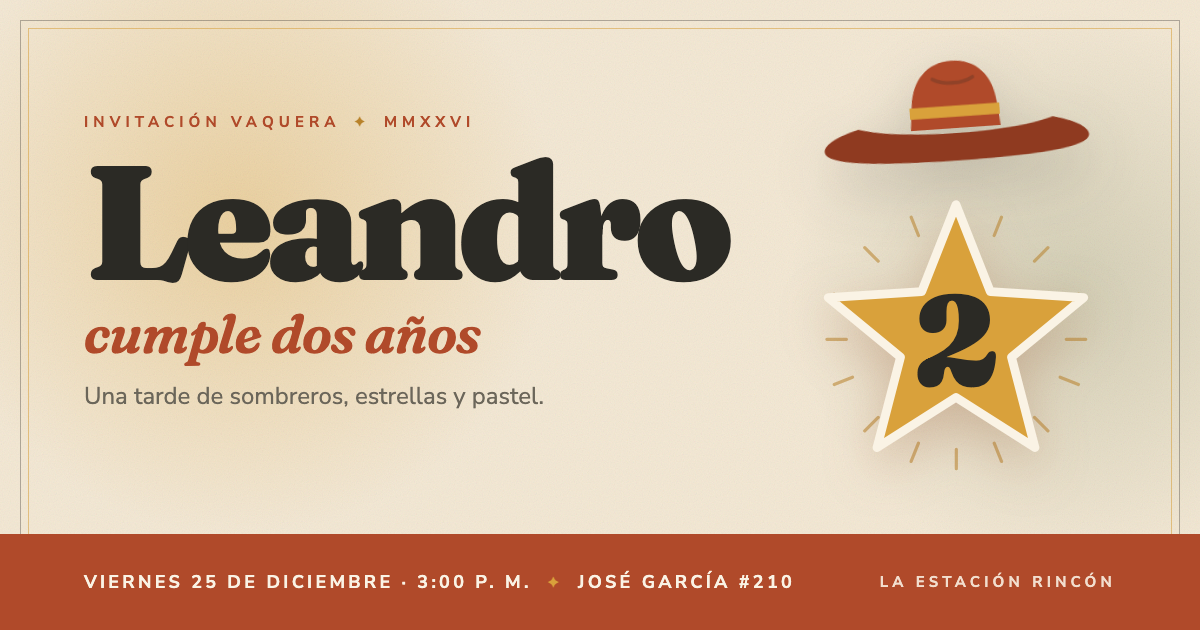 INVITACIÓN VAQUERA ✦ MMXXVI
Leandro
cumple dos años
Una tarde de sombreros, estrellas y pastel.
2
VIERNES 25 DE DICIEMBRE · 3:00 P. M. ✦ JOSÉ GARCÍA #210
LA ESTACIÓN RINCÓN